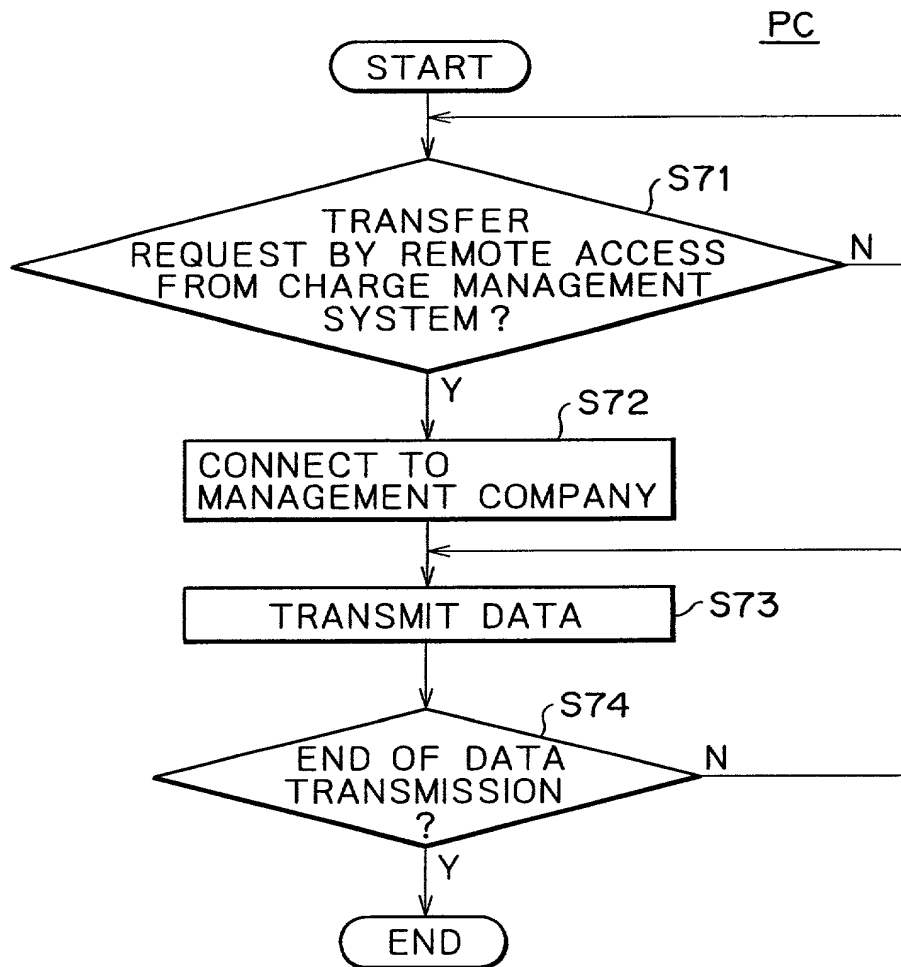 PC
START
S71
TRANSFER
REQUEST BY REMOTE ACCESS
FROM CHARGE MANAGEMENT
SYSTEM?
N
Y
S72
CONNECT TO
MANAGEMENT COMPANY
TRANSMIT DATA
S73
S74
END OF DATA
TRANSMISSION
?
N
Y
END